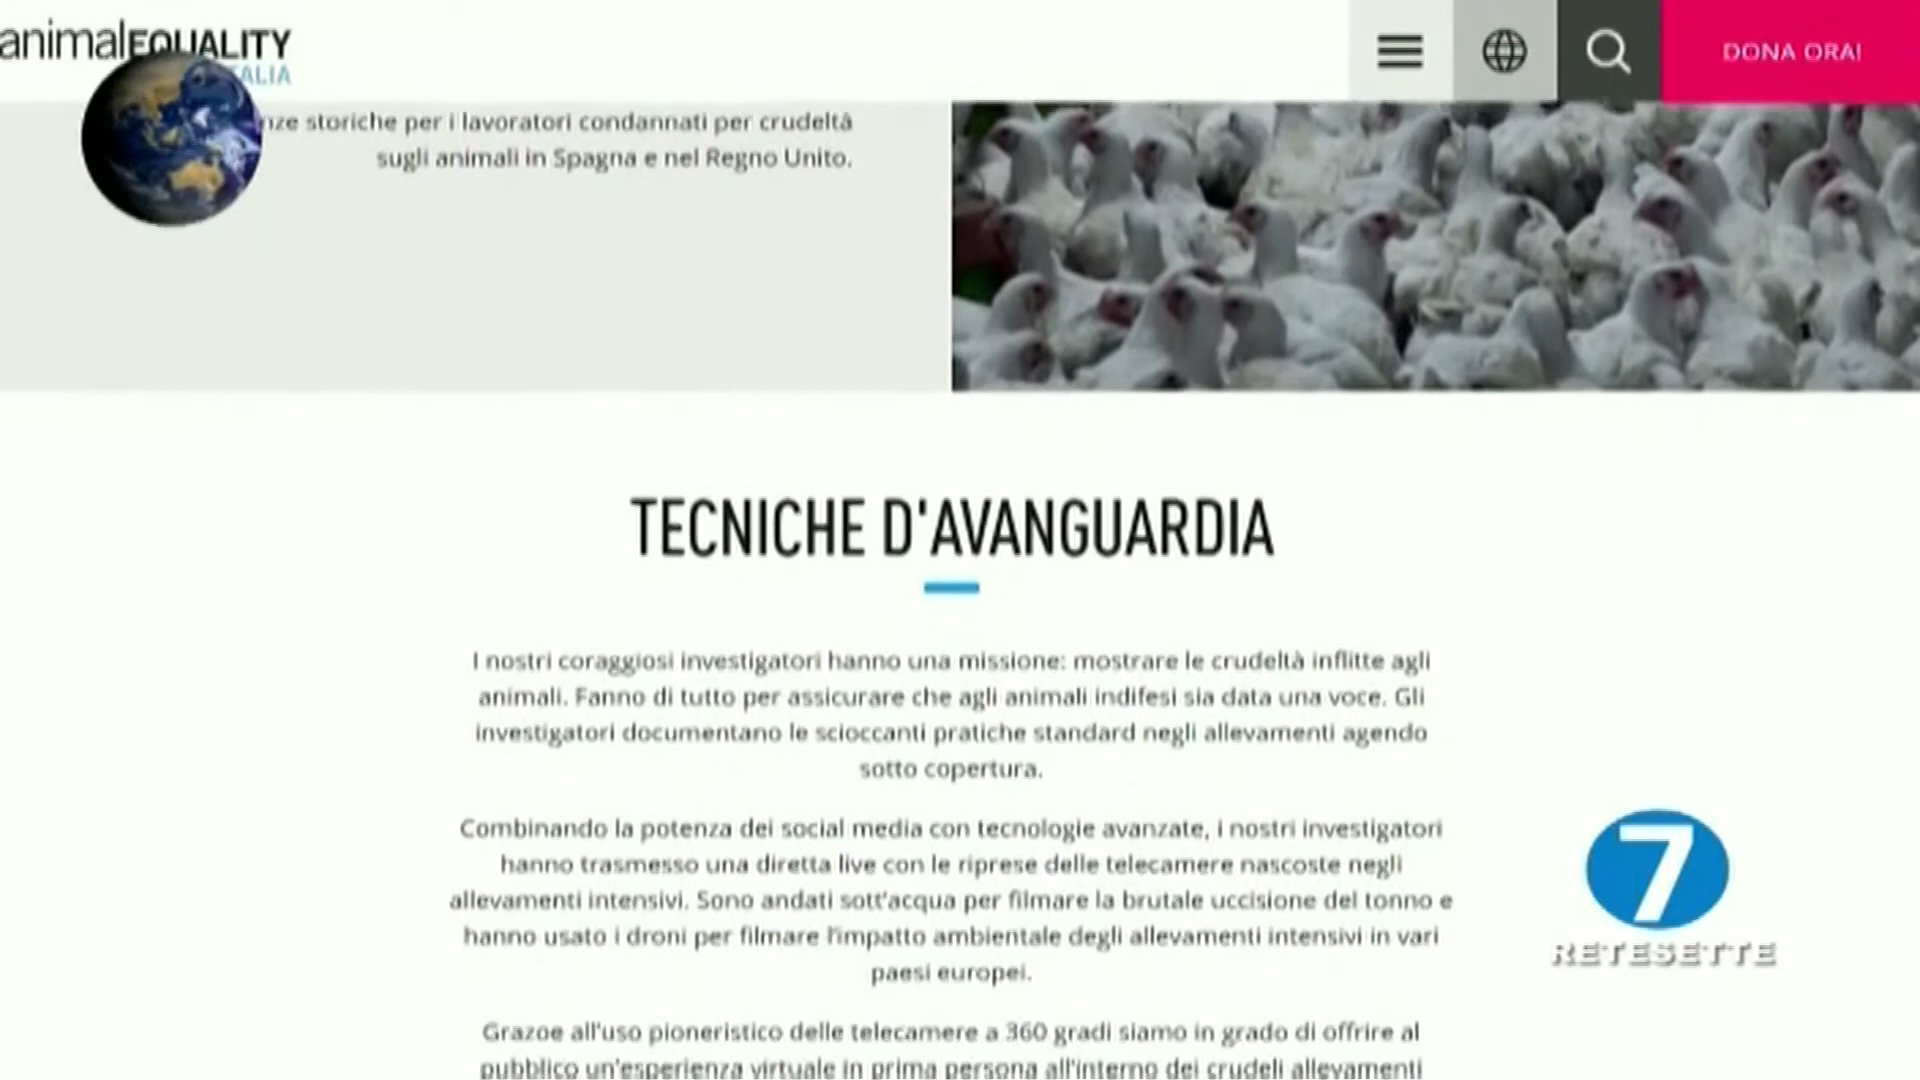 animalEQUALITY
ITALIA
DONA ORA!
nze storiche per i lavoratori condannati per crudeltà
sugli animali in Spagna e nel Regno Unito.
TECNICHE D'AVANGUARDIA
I nostri coraggiosi investigatori hanno una missione: mostrare le crudeltà inflitte agli
animali. Fanno di tutto per assicurare che agli animali indifesi sia data una voce. Gli
investigatori documentano le scioccanti pratiche standard negli allevamenti agendo
sotto copertura.
Combinando la potenza dei social media con tecnologie avanzate, i nostri investigatori
hanno trasmesso una diretta live con le riprese delle telecamere nascoste negli
allevamenti intensivi. Sono andati sott'acqua per filmare la brutale uccisione del tonno e
hanno usato i droni per filmare l'impatto ambientale degli allevamenti intensivi in vari
paesi europei.
7
RETESETTE
Grazoe all'uso pioneristico delle telecamere a 360 gradi siamo in grado di offrire al
pubblico un'esperienza virtuale in prima persona all'interno dei crudeli allevamenti